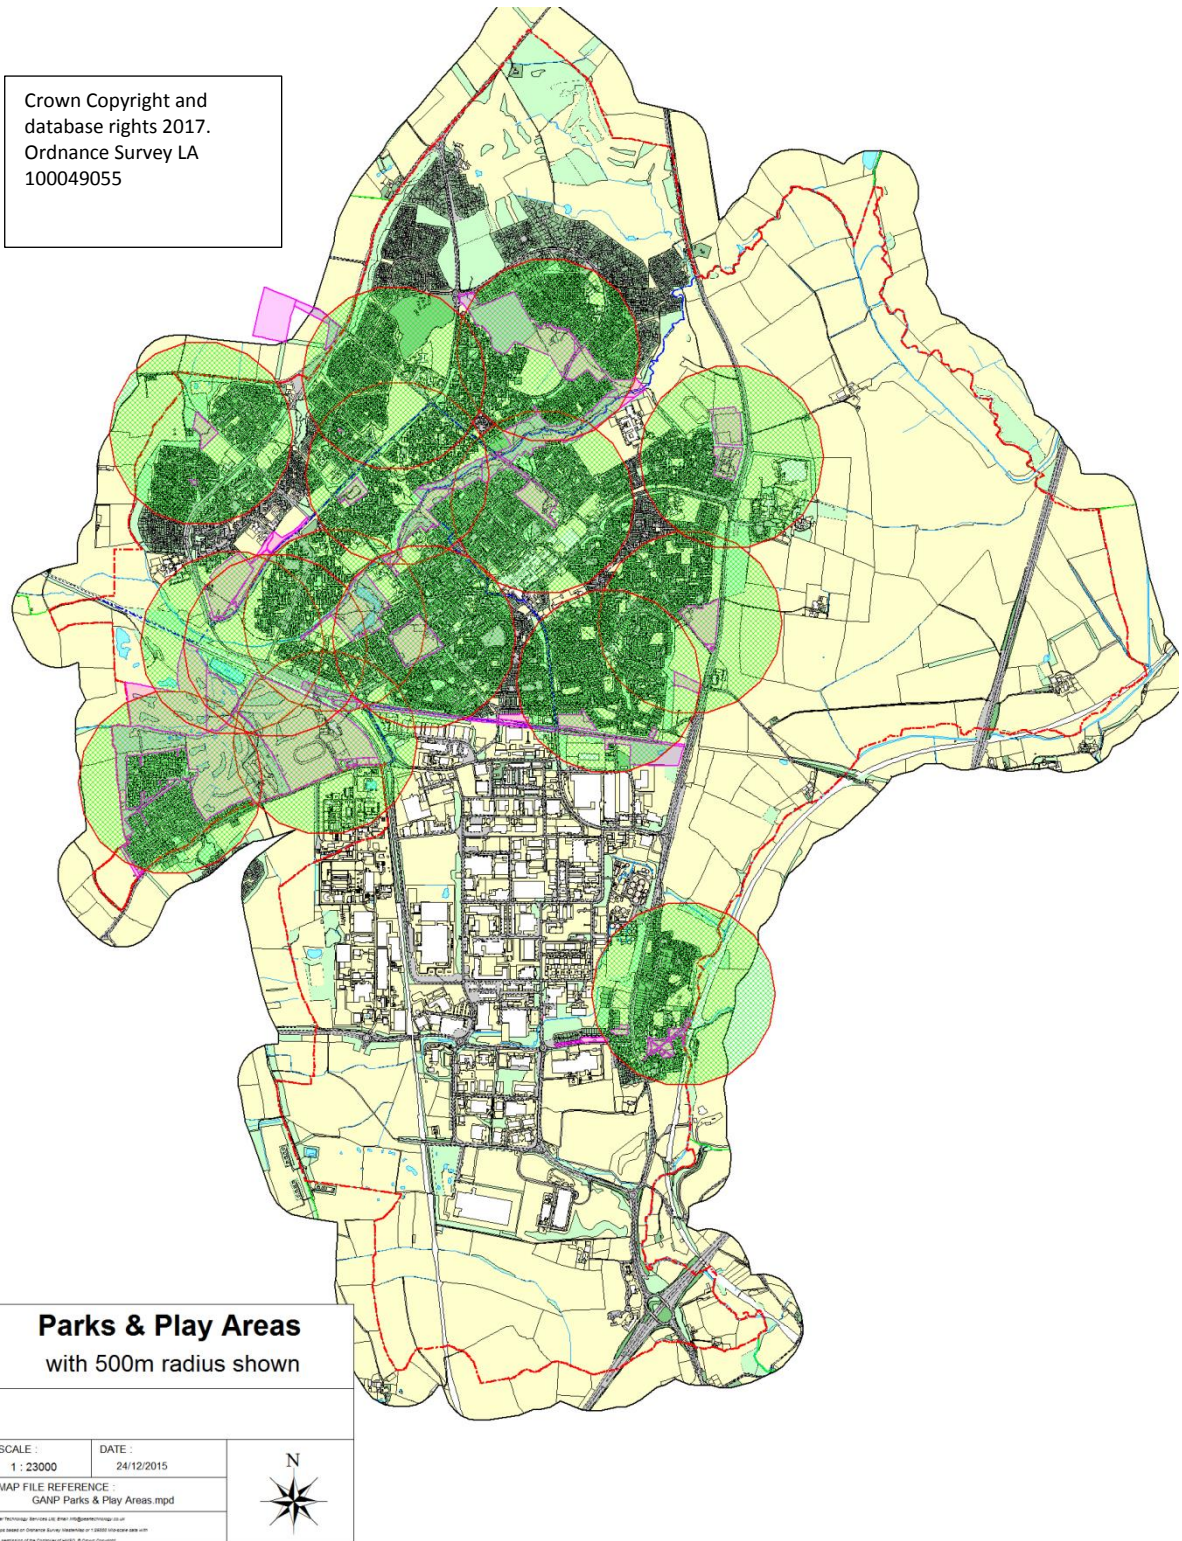 Crown Copyright and
database rights 2017.
Ordnance Survey LA
100049055
Parks & Play Areas
with 500m radius shown
SCALE :
1 : 23000
DATE :
24/12/2015
MAP FILE REFERENCE :
GANP Parks & Play Areas.mpd
N